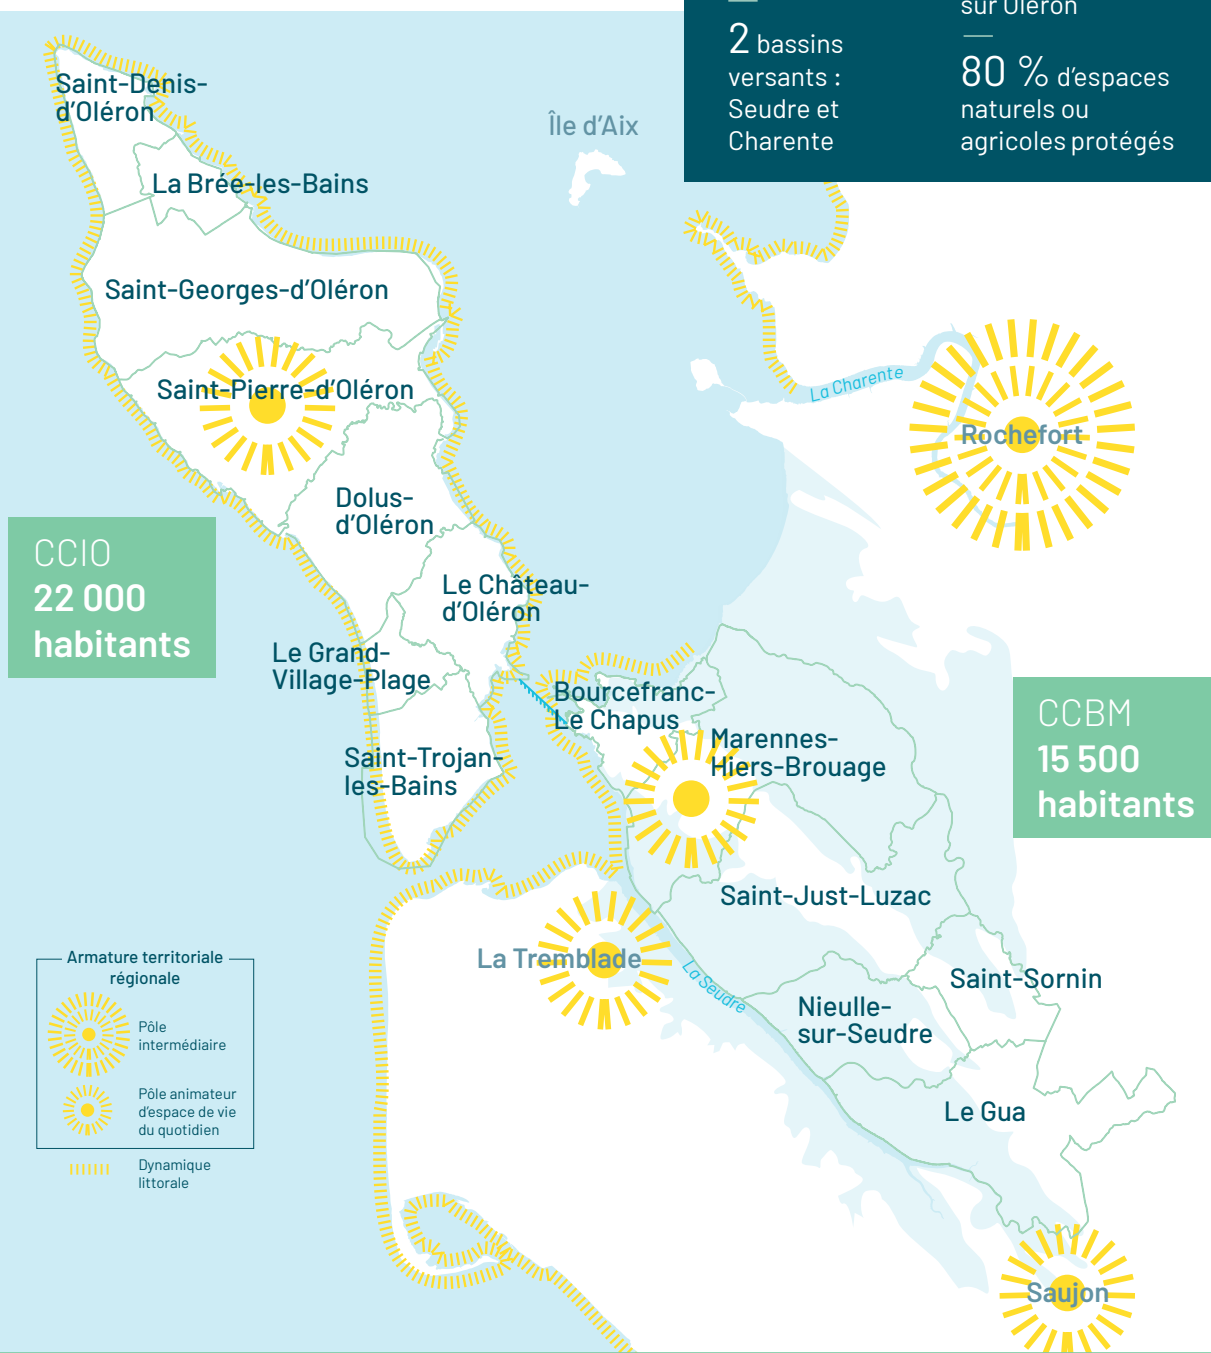 sur Oléron
2 bassins
versants :
Seudre et
Charente
80 % d’espaces
naturels ou
agricoles protégés
Saint-Denis-
d’Oléron
Île d’Aix
La Brée-les-Bains
Saint-Georges-d’Oléron
La Charente
Saint-Pierre-d’Oléron
Rochefort
Dolus-
d’Oléron
CCIO
22 000
habitants
Le Château-
d’Oléron
Le Grand-
Village-Plage
Bourcefranc-
Le Chapus
CCBM
15 500
habitants
Marennes-
Hiers-Brouage
Saint-Trojan-
les-Bains
Saint-Just-Luzac
La Tremblade
La Seudre
Saint-Sornin
Nieulle-
sur-Seudre
Le Gua
Saujon
Armature territoriale
régionale
Pôle
intermédiaire
Pôle animateur
d’espace de vie
du quotidien
Dynamique
littorale